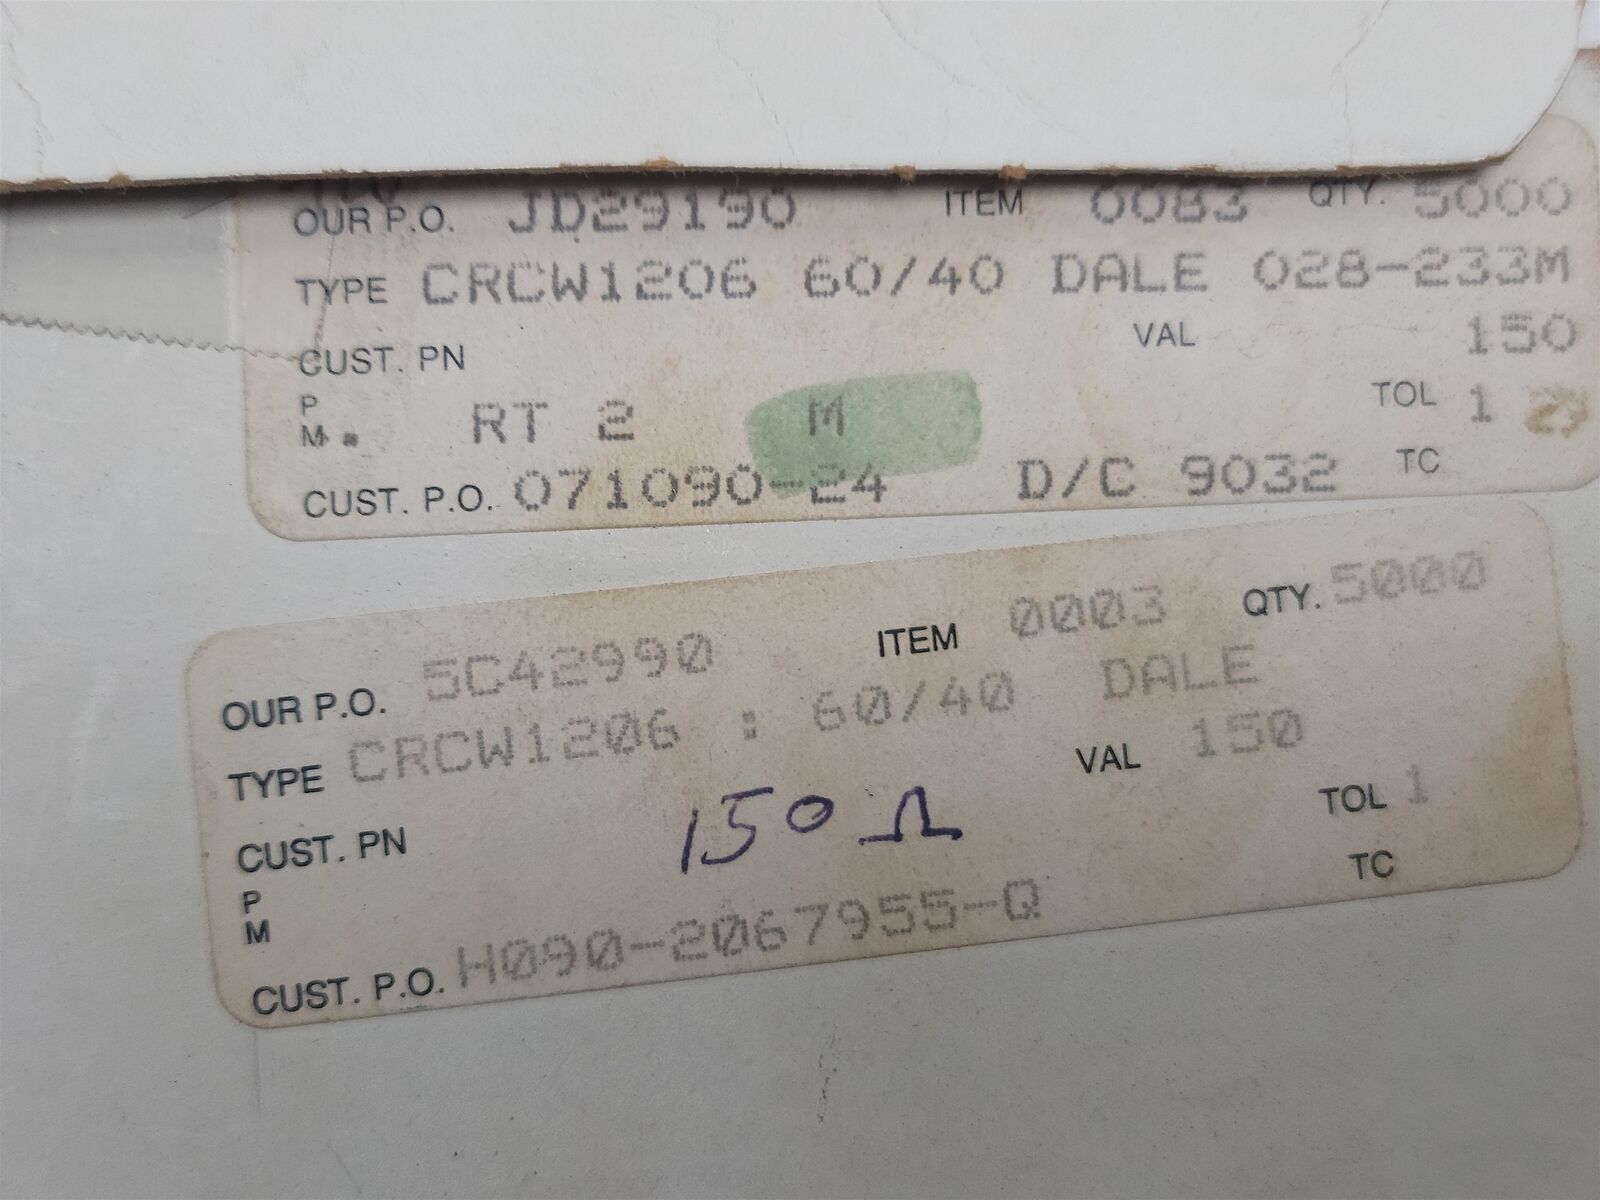 OUR P.O. JD29190 ITEM 0083 QTY. 5000
TYPE CRCW1206 60/40 DALE 028-233M
CUST. PN VAL 150
P
M RT 2 M TOL 1
CUST. P.O. 071090-24 D/C 9032 TC
OUR P.O. 5C42990 ITEM 0003 QTY. 5000
TYPE CRCW1206 : 60/40 DALE
CUST. PN 150 Ω VAL 150
P TOL 1
M TC
CUST. P.O. H090-2067955-Q